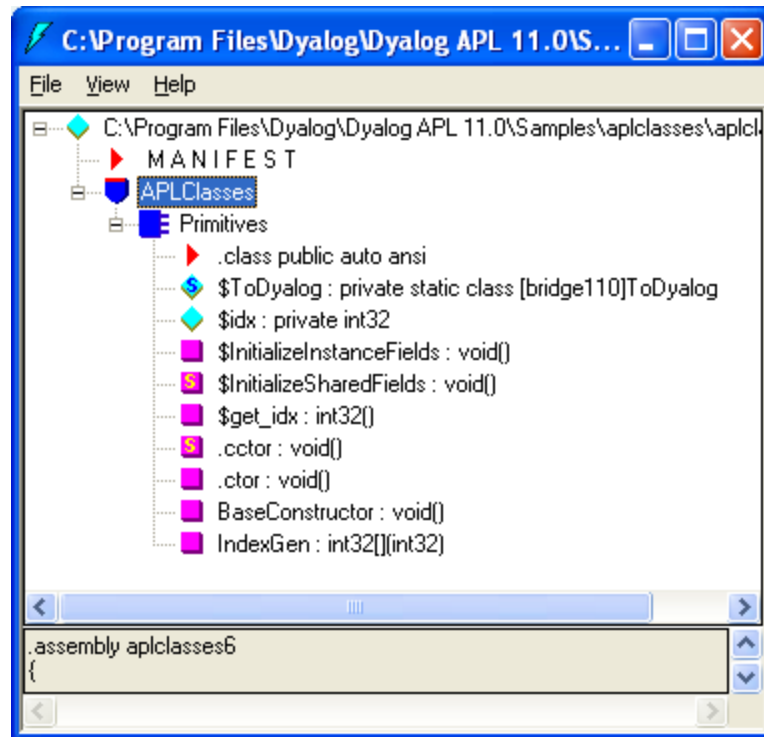 C:\Program Files\Dyalog\Dyalog APL 11.0\S...
File View Help
C:\Program Files\Dyalog\Dyalog APL 11.0\Samples\aplclasses\aplcl
M A N I F E S T
APLClasses
Primitives
.class public auto ansi
$ToDyalog : private static class [bridge110]ToDyalog
$idx : private int32
$InitializeInstanceFields : void()
S $InitializeSharedFields : void()
$get_idx : int32()
S .cctor : void()
.ctor : void()
BaseConstructor : void()
IndexGen : int32[](int32)
.assembly aplclasses6
{